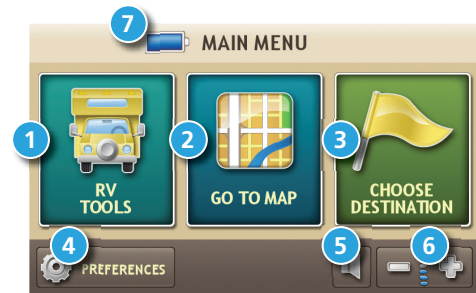 7
MAIN MENU
1
2
3
RV
TOOLS
GO TO MAP
CHOOSE
DESTINATION
4
5
6
PREFERENCES